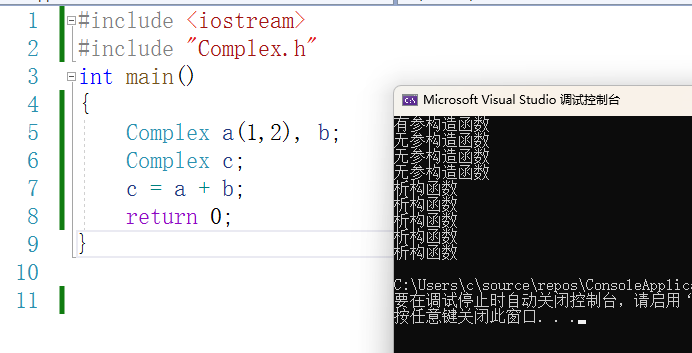 1 #include <iostream>
2 #include "Complex.h"
3 int main()
4 {
5 Complex a(1,2), b;
6 Complex c;
7 c = a + b;
8 return 0;
9 }
10
11
Microsoft Visual Studio 调试控制台
有参构造函数
无参构造函数
无参构造函数
无参构造函数
析构函数
析构函数
析构函数
析构函数
析构函数
C:\Users\c\source\repos\ConsoleApplica
要在调试停止时自动关闭控制台，请启用“
按任意键关闭此窗口. . .